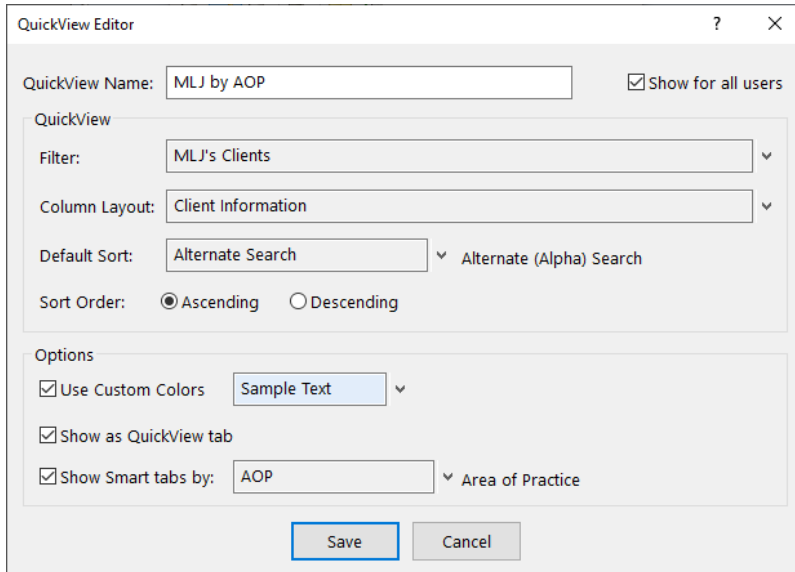 QuickView Editor ?
QuickView Name: MLJ by AOP Show for all users
QuickView
Filter: MLJ's Clients
Column Layout: Client Information
Default Sort: Alternate Search Alternate (Alpha) Search
Sort Order: Ascending Descending
Options
Use Custom Colors Sample Text
Show as QuickView tab
Show Smart tabs by: AOP Area of Practice
Save Cancel